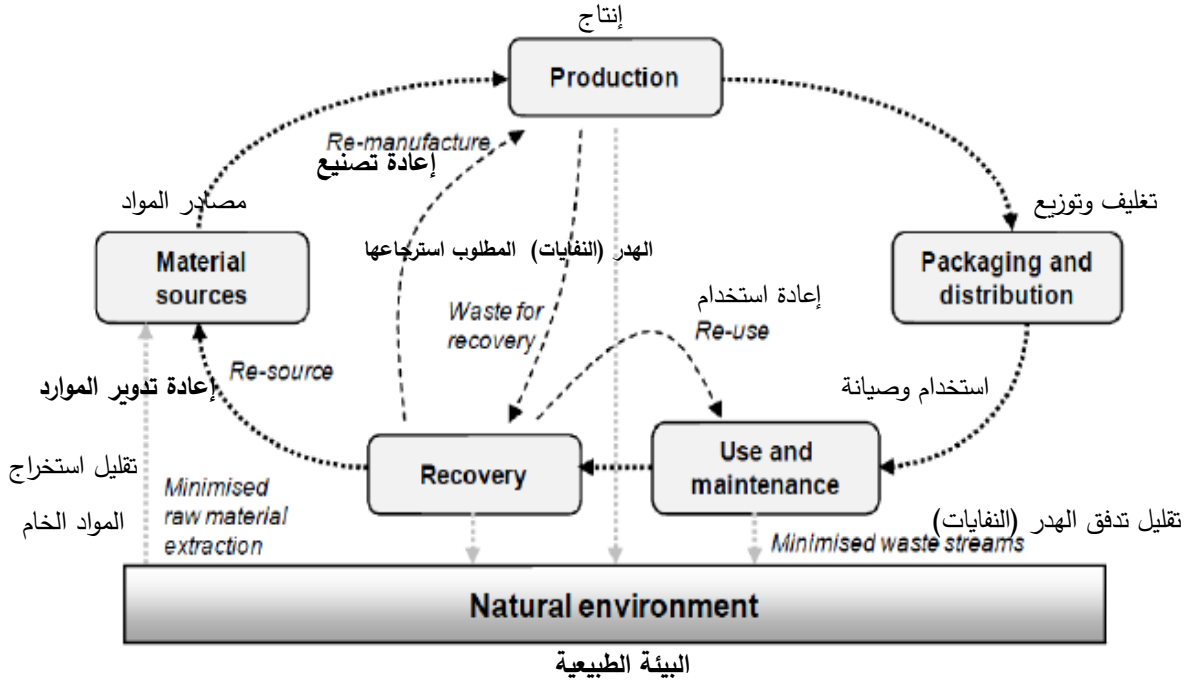 إنتاج
Production
Re-manufacture
إعادة تصنيع
مصادر المواد
Material
sources
تغليف وتوزيع
Packaging and
distribution
الهدر (النفايات) المطلوب استرجاعها
Waste for
recovery
إعادة استخدام
Re-use
Re-source
إعادة تدوير الموارد
استخدام وصيانة
Recovery
Use and
maintenance
تقليل استخراج
المواد الخام
Minimised
raw material
extraction
تقليل تدفق الهدر (النفايات)
Minimised waste streams
Natural environment
البيئة الطبيعية